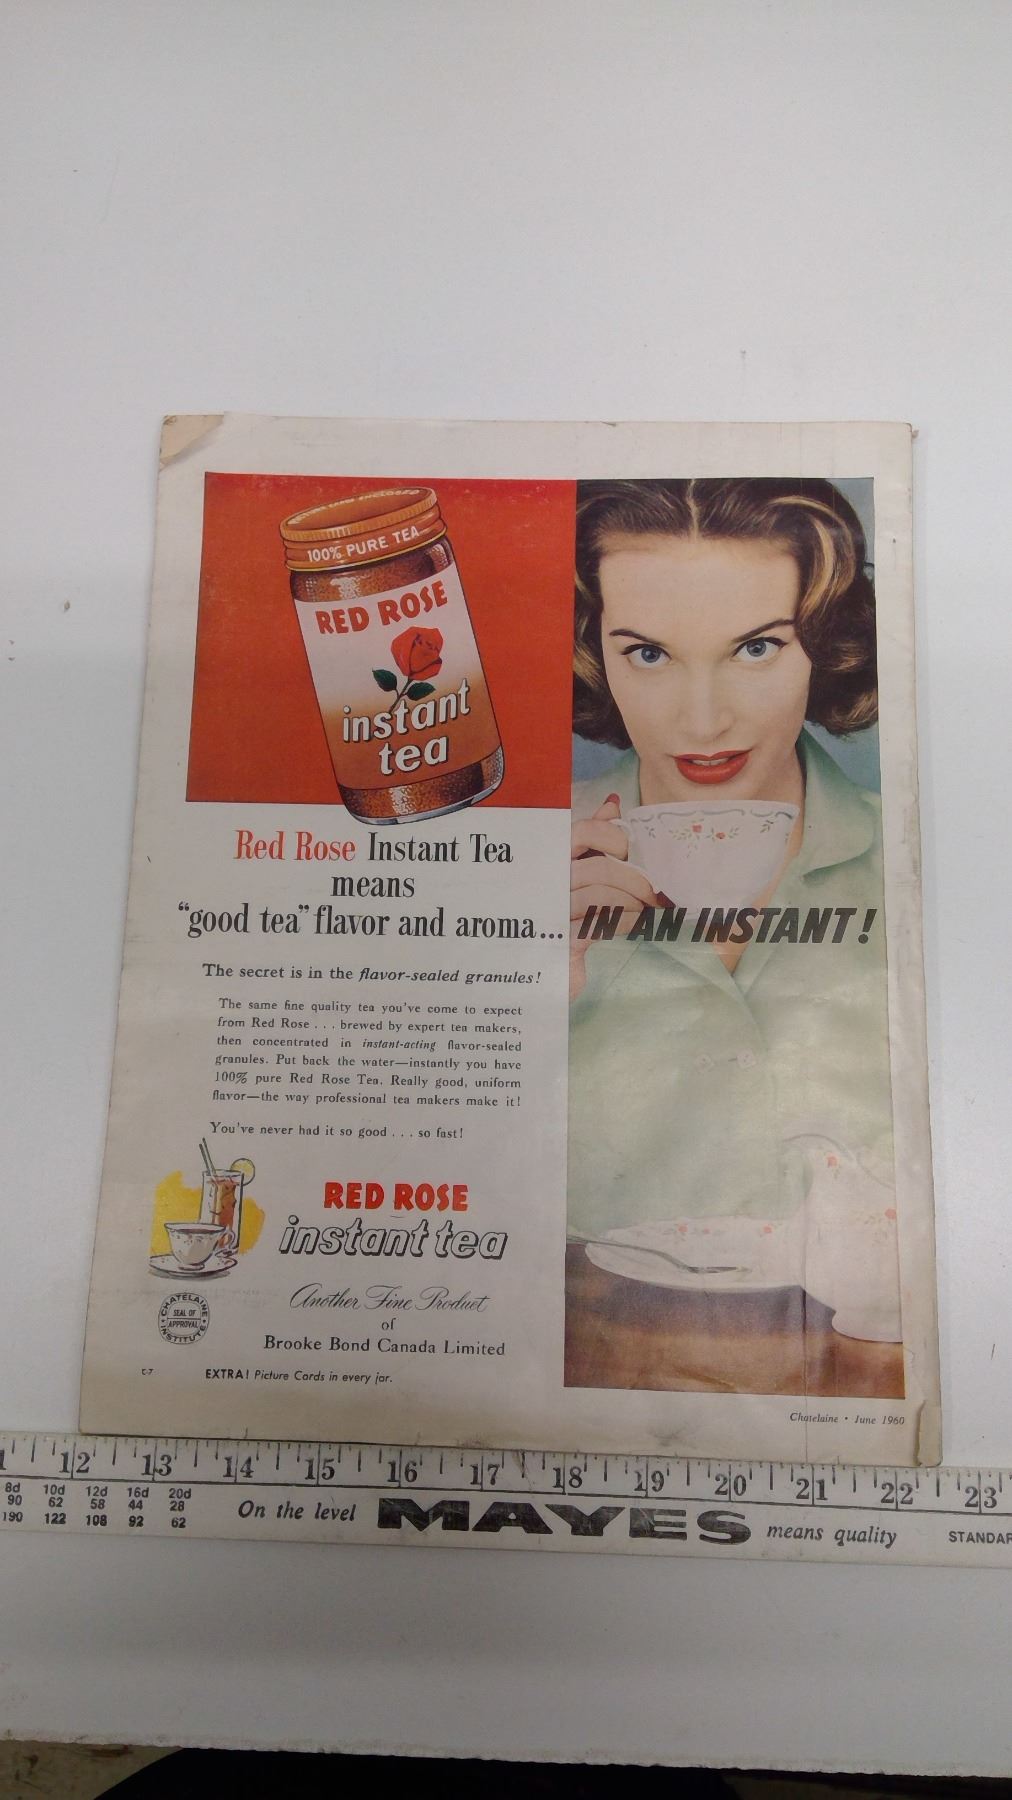 100% PURE TEA
RED ROSE
instant
tea
Red Rose Instant Tea
means
“good tea” flavor and aroma... IN AN INSTANT!
The secret is in the flavor-sealed granules!
The same fine quality tea you've come to expect
from Red Rose . . . brewed by expert tea makers,
then concentrated in instant-acting flavor-sealed
granules. Put back the water—instantly you have
100% pure Red Rose Tea. Really good, uniform
flavor—the way professional tea makers make it!
You've never had it so good . . . so fast!
RED ROSE
instant tea
Another Fine Product
of
Brooke Bond Canada Limited
CHATELAINE
SEAL OF
APPROVAL
INSTITUTE
C-7
EXTRA! Picture Cards in every jar.
Chatelaine • June 1960
12 13 14 15 16 17 18 19 20 21 22 23
8d 10d 12d 16d 20d
90 62 58 44 28
190 122 108 92 62
On the level MAYES means quality